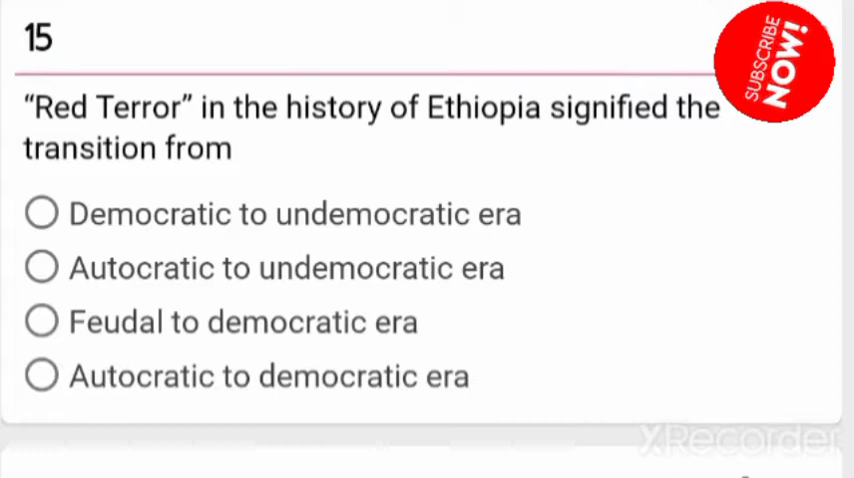 15
SUBSCRIBE
NOW!
“Red Terror” in the history of Ethiopia signified the
transition from
Democratic to undemocratic era
Autocratic to undemocratic era
Feudal to democratic era
Autocratic to democratic era
XRecorder